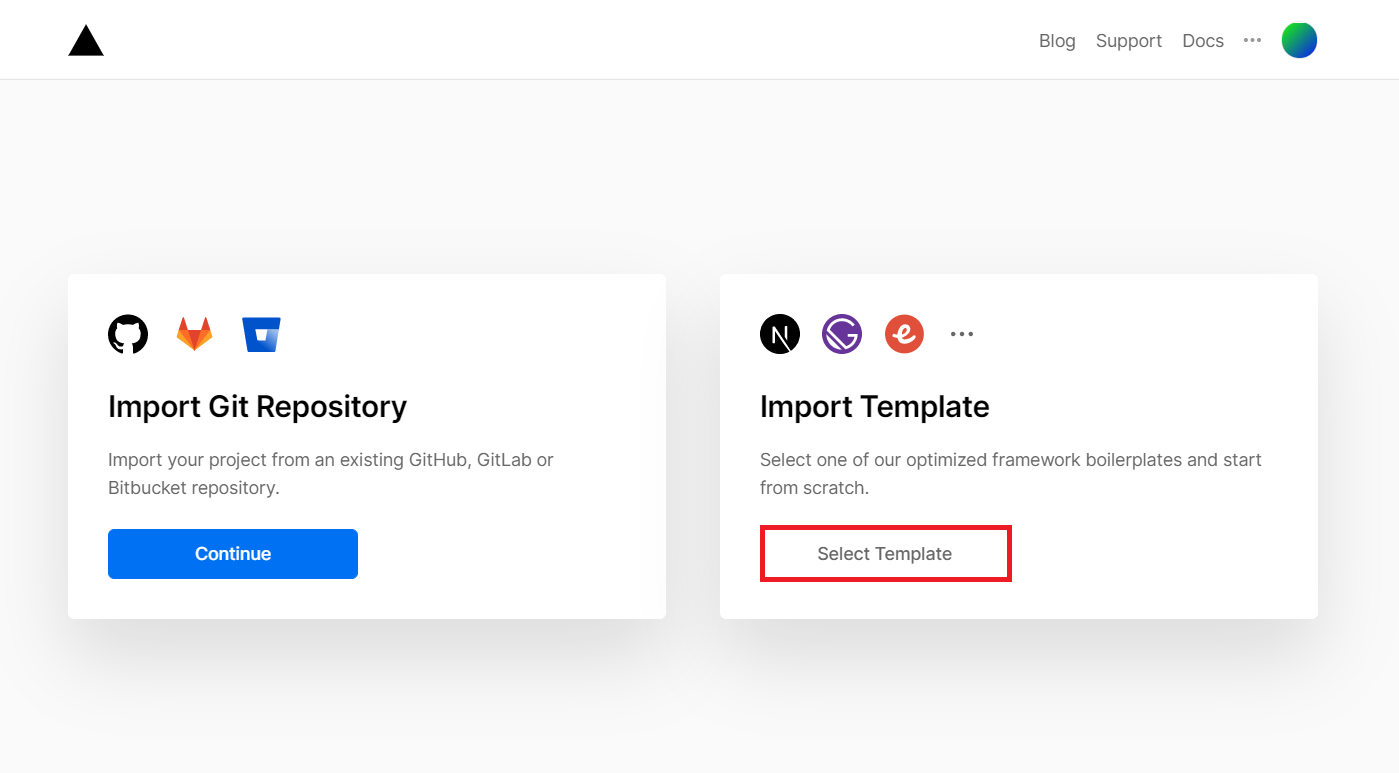 Blog Support Docs
Import Git Repository
Import your project from an existing GitHub, GitLab or
Bitbucket repository.
Continue
Import Template
Select one of our optimized framework boilerplates and start
from scratch.
Select Template